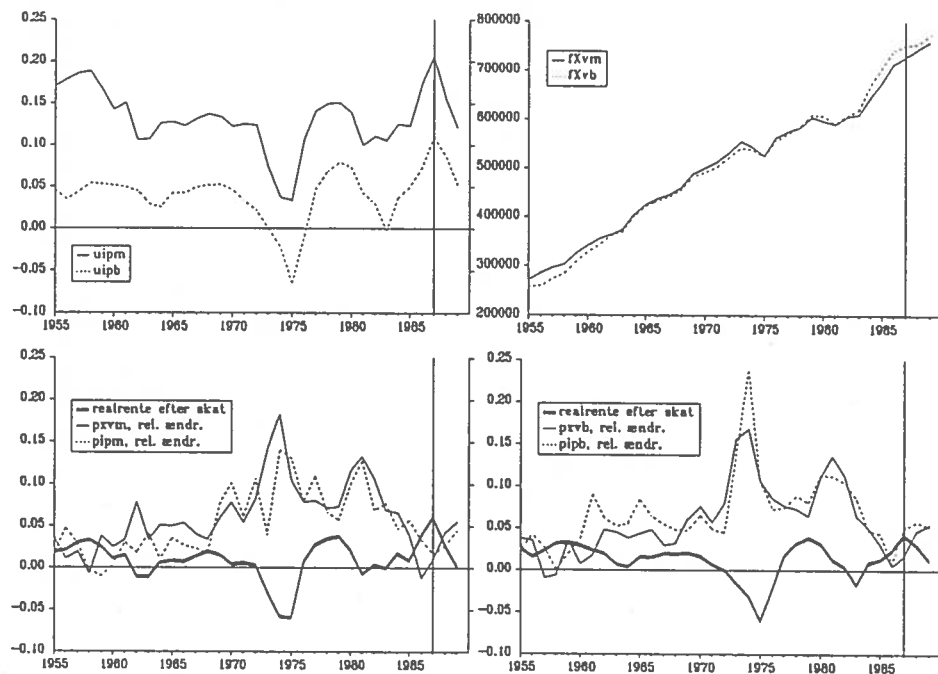 0.25
0.20
0.15
0.10
0.05
0.00
-0.05
-0.10
uipm
uipb
1955 1960 1965 1970 1975 1980 1985
800000
700000
600000
500000
400000
300000
200000
fXvm
fXvb
1955 1960 1965 1970 1975 1980 1985
0.25
0.20
0.15
0.10
0.05
0.00
-0.05
-0.10
realrente efter skat
pxvm, rel. ændr.
pipm, rel. ændr.
1955 1960 1965 1970 1975 1980 1985
0.25
0.20
0.15
0.10
0.05
0.00
-0.05
-0.10
realrente efter skat
pxvb, rel. ændr.
pipb, rel. ændr.
1955 1960 1965 1970 1975 1980 1985